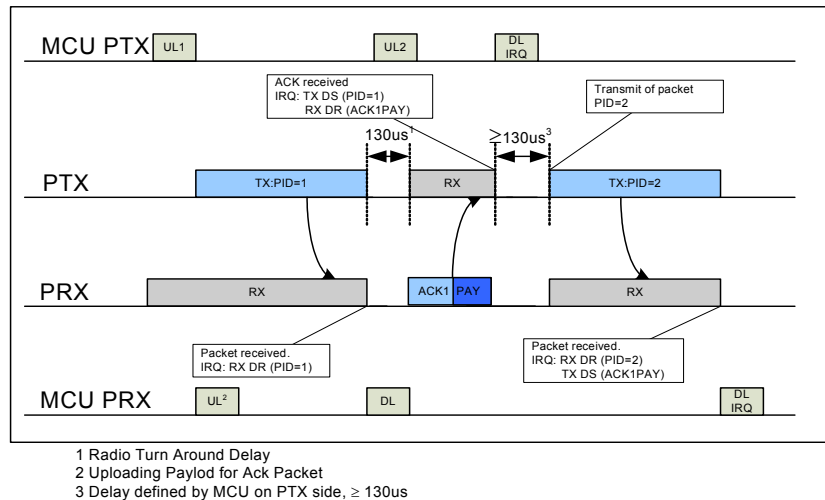 MCU PTX
UL1
UL2
DL
IRQ
ACK received
IRQ: TX DS (PID=1)
RX DR (ACK1PAY)
Transmit of packet
PID=2
130us1
≥130us3
PTX
TX:PID=1
RX
TX:PID=2
PRX
RX
ACK1 PAY
RX
Packet received.
IRQ: RX DR (PID=1)
Packet received.
IRQ: RX DR (PID=2)
TX DS (ACK1PAY)
MCU PRX
UL2
DL
DL
IRQ
1 Radio Turn Around Delay
2 Uploading Paylod for Ack Packet
3 Delay defined by MCU on PTX side, ≥ 130us